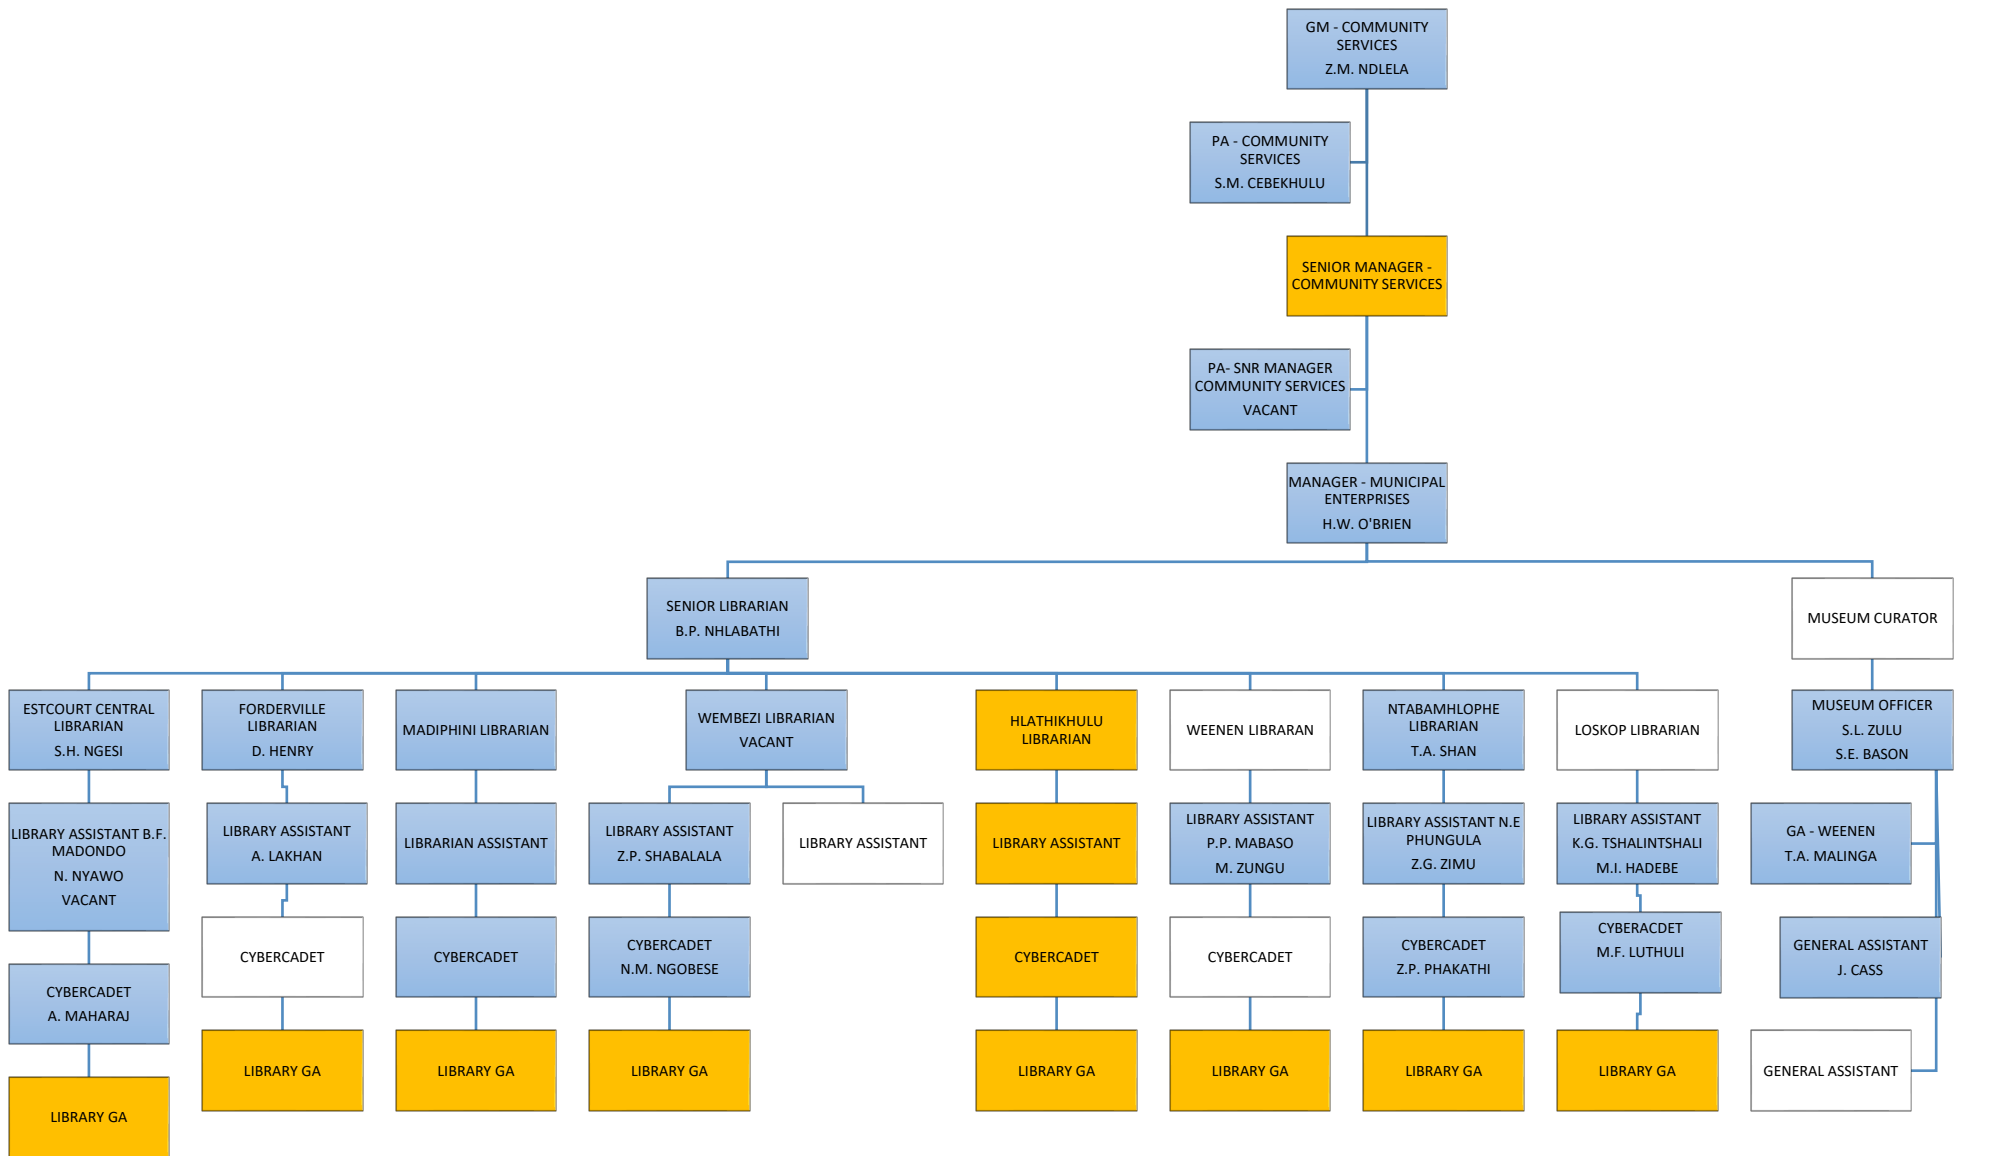 GM - COMMUNITY
SERVICES
Z.M. NDLELA
PA - COMMUNITY
SERVICES
S.M. CEBEKHULU
SENIOR MANAGER -
COMMUNITY SERVICES
PA- SNR MANAGER
COMMUNITY SERVICES
VACANT
MANAGER - MUNICIPAL
ENTERPRISES
H.W. O'BRIEN
SENIOR LIBRARIAN
B.P. NHLABATHI
MUSEUM CURATOR
ESTCOURT CENTRAL
LIBRARIAN
S.H. NGESI
FORDERVILLE
LIBRARIAN
D. HENRY
MADIPHINI LIBRARIAN
WEMBEZI LIBRARIAN
VACANT
HLATHIKHULU
LIBRARIAN
WEENEN LIBRARAN
NTABAMHLOPHE
LIBRARIAN
T.A. SHAN
LOSKOP LIBRARIAN
MUSEUM OFFICER
S.L. ZULU
S.E. BASON
LIBRARY ASSISTANT B.F.
MADONDO
N. NYAWO
VACANT
LIBRARY ASSISTANT
A. LAKHAN
LIBRARIAN ASSISTANT
LIBRARY ASSISTANT
Z.P. SHABALALA
LIBRARY ASSISTANT
LIBRARY ASSISTANT
LIBRARY ASSISTANT
P.P. MABASO
M. ZUNGU
LIBRARY ASSISTANT N.E
PHUNGULA
Z.G. ZIMU
LIBRARY ASSISTANT
K.G. TSHALINTSHALI
M.I. HADEBE
GA - WEENEN
T.A. MALINGA
CYBERCADET
A. MAHARAJ
CYBERCADET
CYBERCADET
CYBERCADET
N.M. NGOBESE
CYBERCADET
CYBERCADET
CYBERCADET
Z.P. PHAKATHI
CYBERACDET
M.F. LUTHULI
GENERAL ASSISTANT
J. CASS
LIBRARY GA
LIBRARY GA
LIBRARY GA
LIBRARY GA
LIBRARY GA
LIBRARY GA
LIBRARY GA
LIBRARY GA
GENERAL ASSISTANT